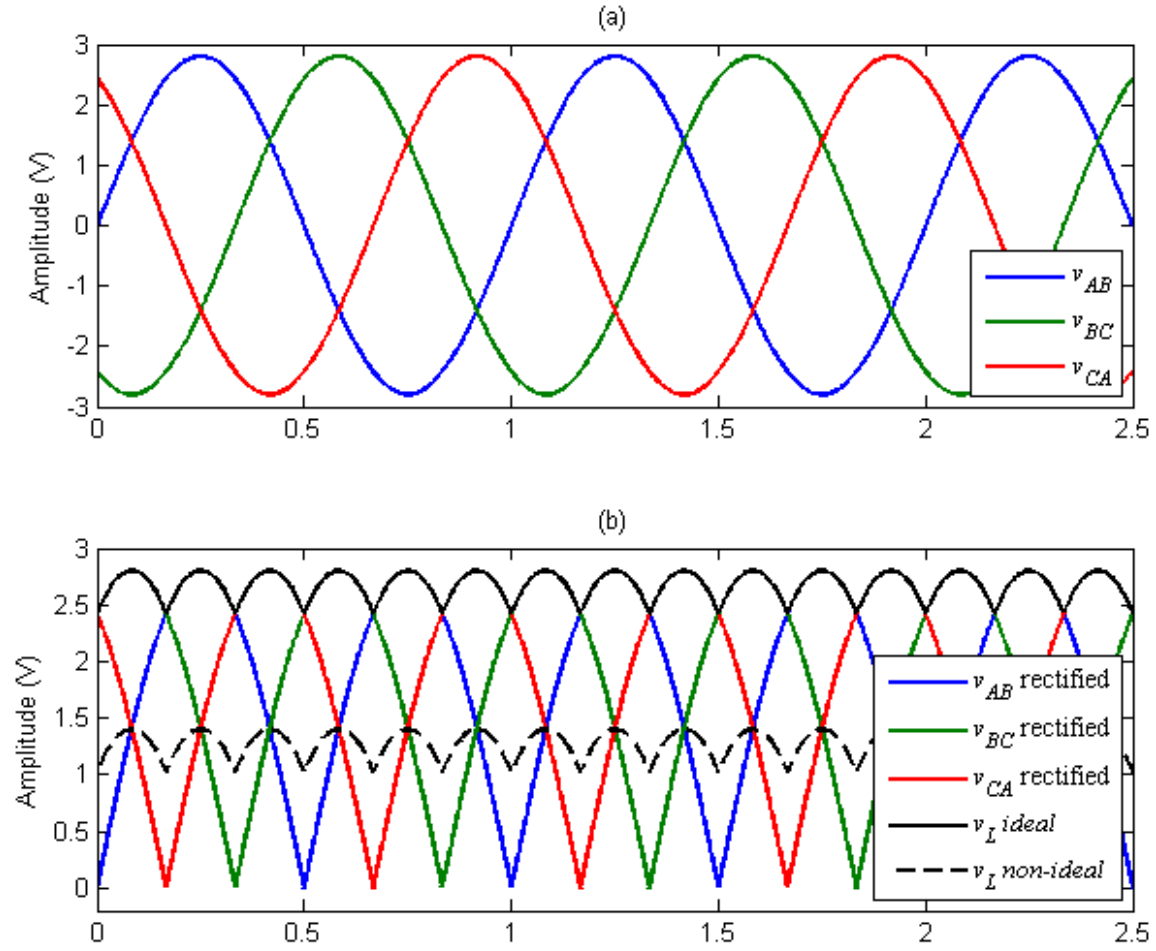 (a)
Amplitude (V)
3
2
1
0
-1
-2
-3
0
0.5
1
1.5
2
2.5
v_AB
v_BC
v_CA
(b)
Amplitude (V)
3
2.5
2
1.5
1
0.5
0
0
0.5
1
1.5
2
2.5
v_AB rectified
v_BC rectified
v_CA rectified
v_L ideal
v_L non-ideal